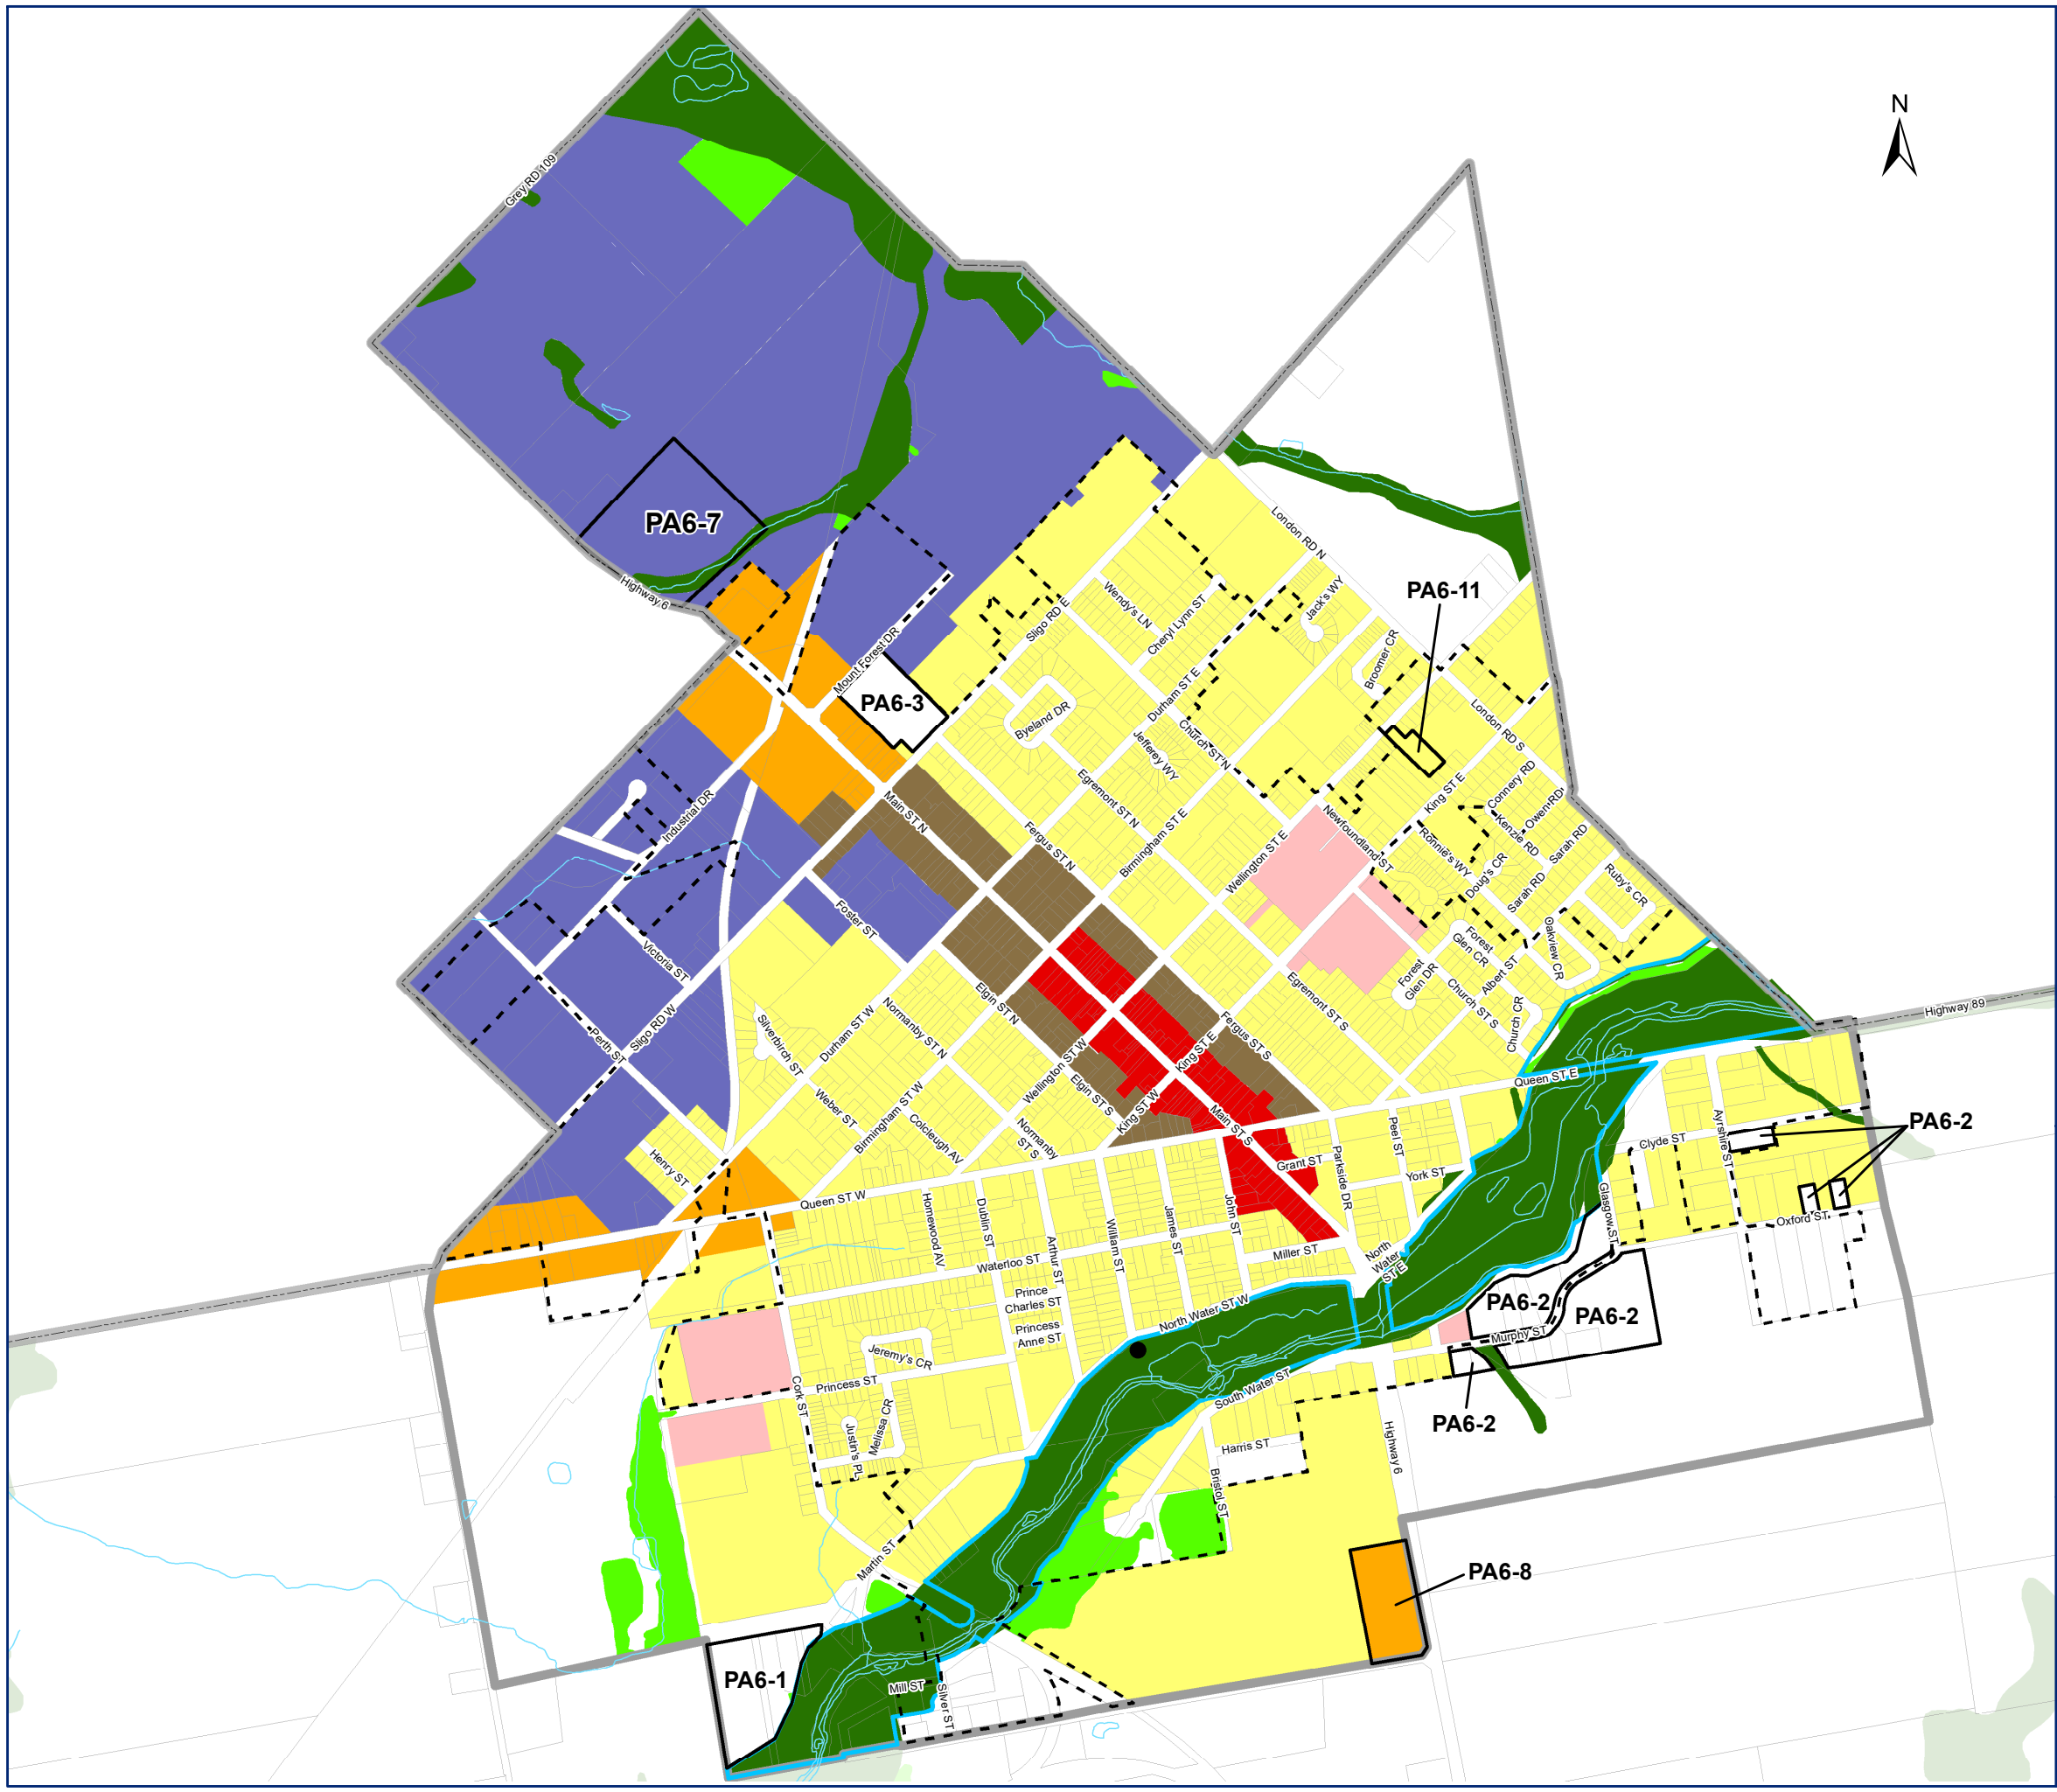 N
Grey RD 109
PA6-7
Highway 6
London RD N
PA6-11
Wendy's LN
Cheryl Lynn ST
Jack's WY
Sligo RD E
Broomer CR
Mount Forest DR
PA6-3
Durham ST E
Byeland DR
Church ST N
Jefferey WY
London RD S
Egremont ST N
Connery RD
King ST E
Owen RD
Kenzie RD
Industrial DR
Main ST N
Fergus ST N
Birmingham ST E
Newfoundland ST
Ronnie's WY
Sarah RD
Wellington ST E
Doug's CR
Sarah RD
Ruby's CR
Foster ST
Victoria ST
Forest
Glen CR
Oakview CR
Forest
Glen DR
Albert ST
Church ST S
Egremont ST S
Elgin ST N
Normanby ST N
Durham ST W
Silverbirch ST
Sligo RD W
Perth ST
Fergus ST S
Church CR
Highway 89
King ST E
Wellington ST W
Elgin ST S
Queen ST E
Weber ST
Birmingham ST W
Colcleugh AV
King ST W
Main ST S
Normanby
ST S
Peel ST
PA6-2
Clyde ST
Ayrshire ST
Henry ST
Grant ST
Parkside DR
York ST
Queen ST W
Homewood AV
Dublin ST
Glasgow ST
Oxford ST
John ST
James ST
William ST
Arthur ST
Waterloo ST
Miller ST
North
Water
ST E
Prince
Charles ST
North Water ST W
PA6-2
PA6-2
Princess
Anne ST
Murphy ST
Jeremy's CR
Princess ST
Cork ST
South Water ST
PA6-2
Melissa CR
Justin's PL
Harris ST
Highway 6
Bristol ST
Martin ST
PA6-8
PA6-1
Mill ST
Silver ST